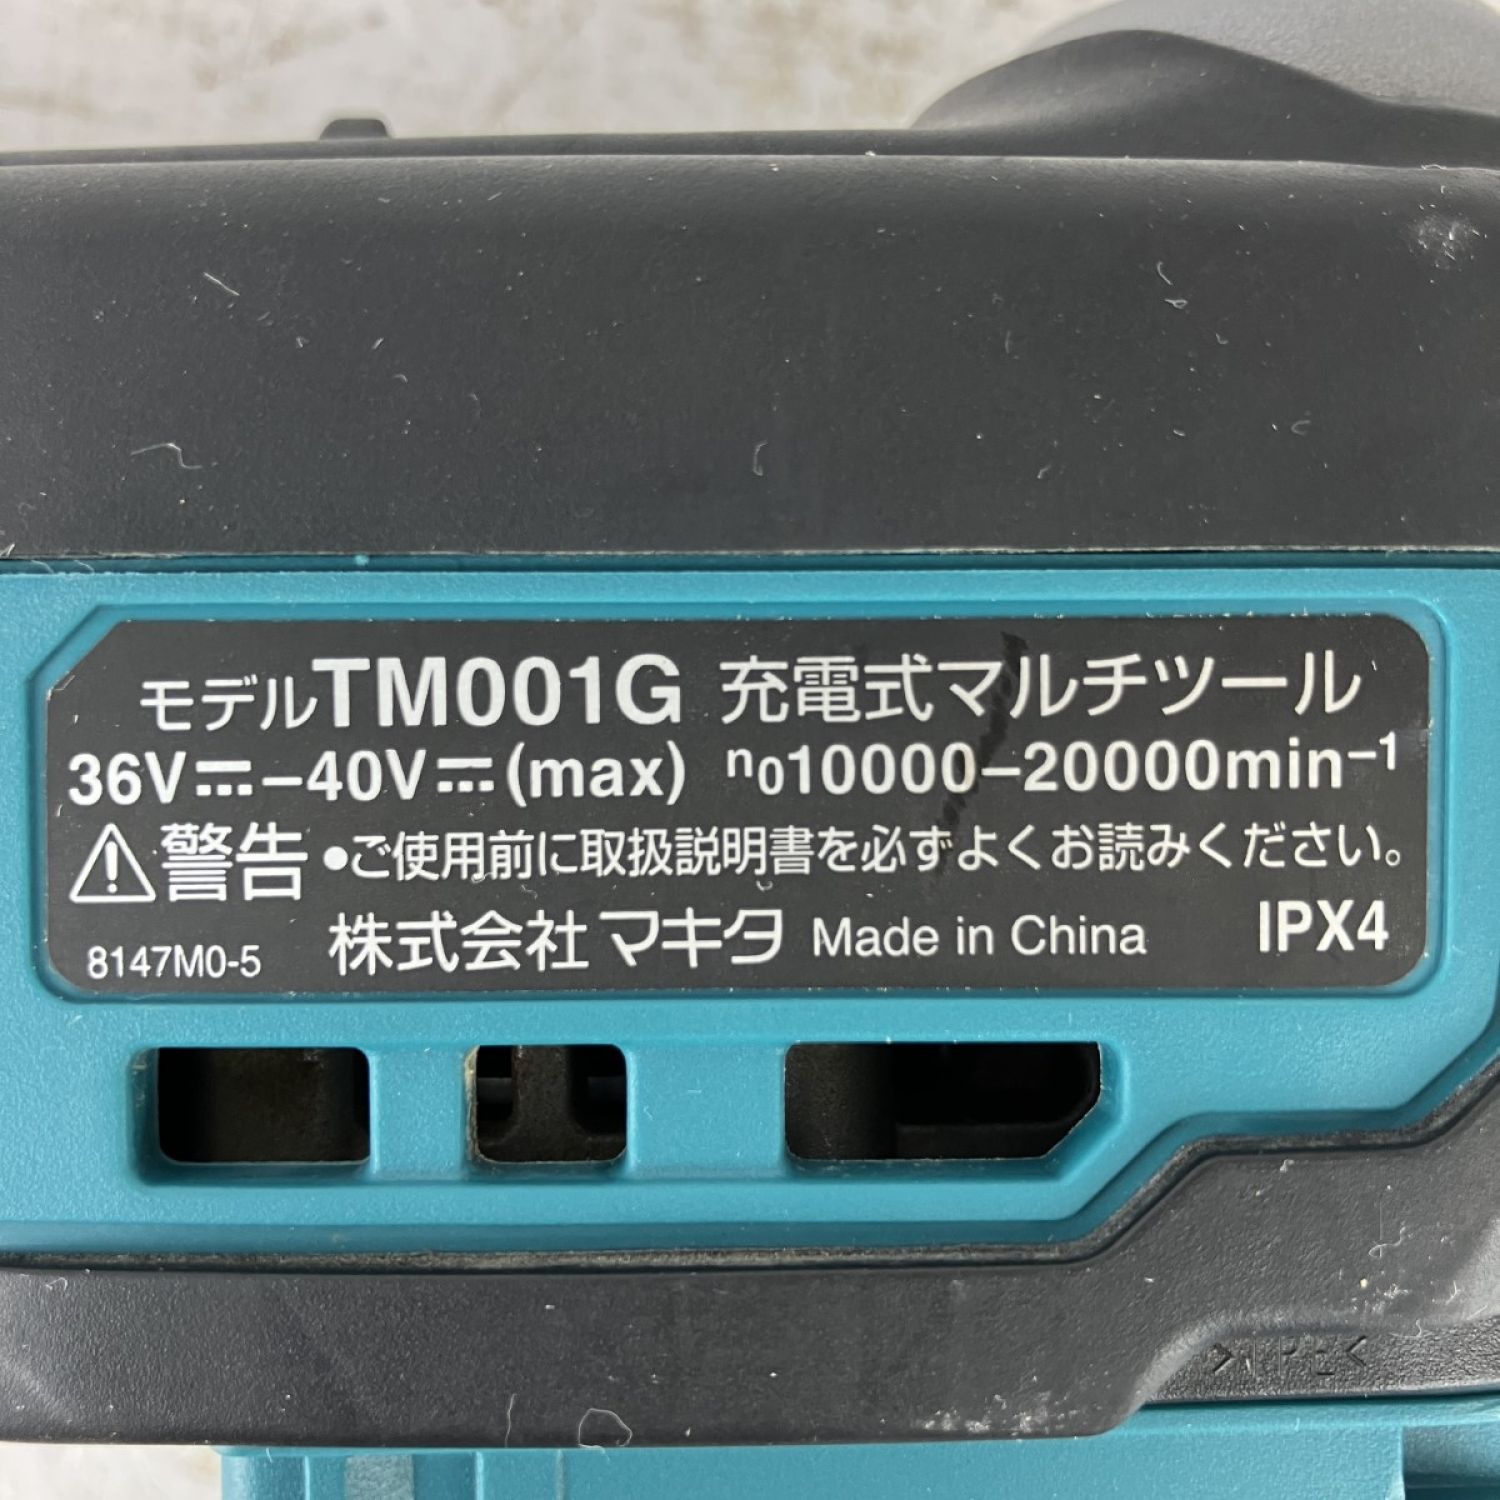 モデルTM001G 充電式マルチツール
36V⎓–40V⎓(max) n₀10000–20000min⁻¹
⚠警告 ●ご使用前に取扱説明書を必ずよくお読みください。
8147M0-5 株式会社マキタ Made in China IPX4